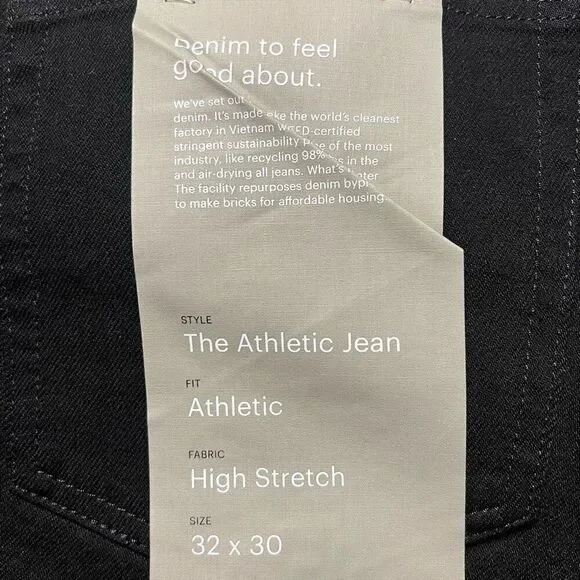 Denim to feel
good about.
We've set out
denim. It's made the world's cleanest
factory in Vietnam
stringent sustainability of the most
industry, like recycling 98% in the
and air-drying all jeans. What's
The facility repurposes denim
to make bricks for affordable housing.
STYLE
The Athletic Jean
FIT
Athletic
FABRIC
High Stretch
SIZE
32 x 30